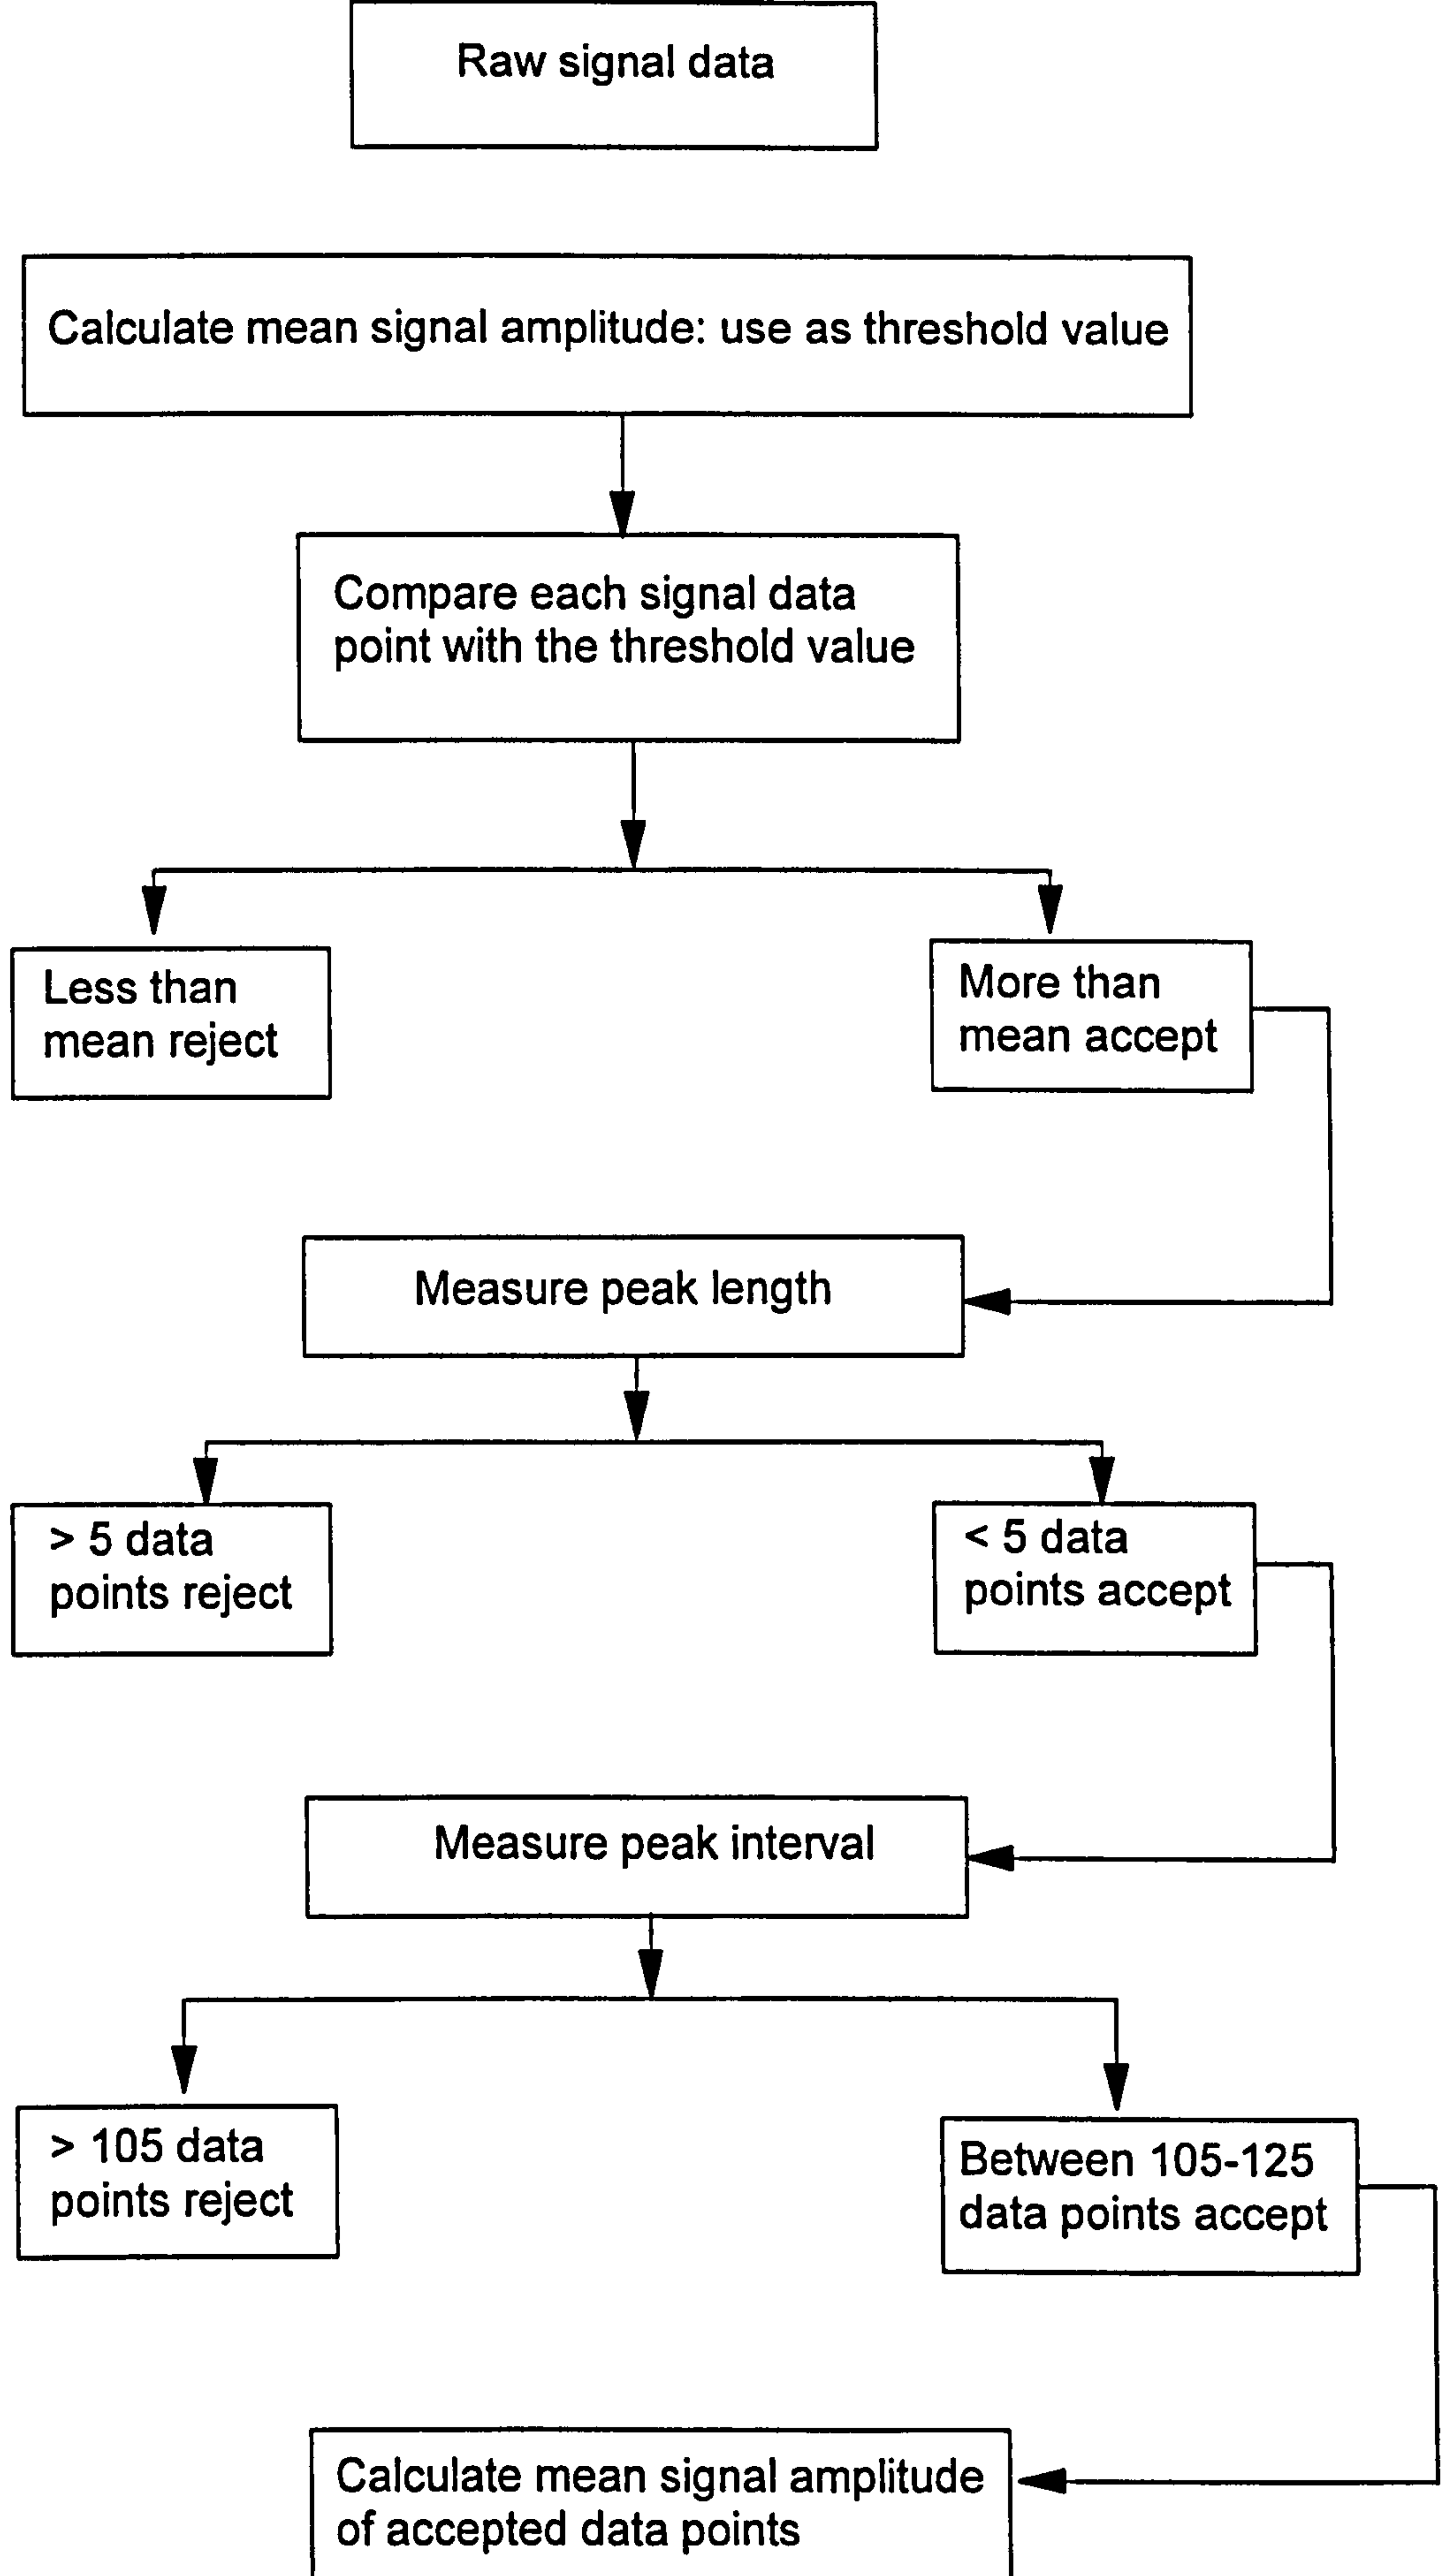 Raw signal data
Calculate mean signal amplitude: use as threshold value
Compare each signal data
point with the threshold value
Less than
mean reject
More than
mean accept
Measure peak length
> 5 data
points reject
< 5 data
points accept
Measure peak interval
> 105 data
points reject
Between 105-125
data points accept
Calculate mean signal amplitude
of accepted data points